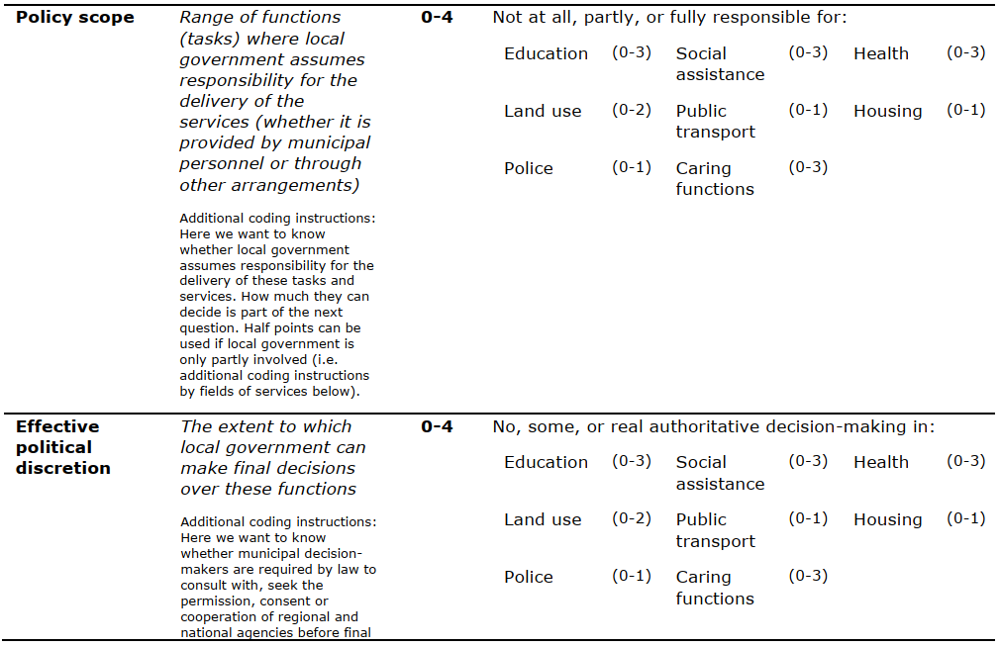 Policy scope
Range of functions
(tasks) where local
government assumes
responsibility for the
delivery of the
services (whether it is
provided by municipal
personnel or through
other arrangements)
Additional coding instructions:
Here we want to know
whether local government
assumes responsibility for the
delivery of these tasks and
services. How much they can
decide is part of the next
question. Half points can be
used if local government is
only partly involved (i.e.
additional coding instructions
by fields of services below).
0-4
Not at all, partly, or fully responsible for:
Education (0-3) Social assistance (0-3) Health (0-3)
Land use (0-2) Public transport (0-1) Housing (0-1)
Police (0-1) Caring functions (0-3)
Effective
political
discretion
The extent to which
local government can
make final decisions
over these functions
Additional coding instructions:
Here we want to know
whether municipal decision-
makers are required by law to
consult with, seek the
permission, consent or
cooperation of regional and
national agencies before final
0-4
No, some, or real authoritative decision-making in:
Education (0-3) Social assistance (0-3) Health (0-3)
Land use (0-2) Public transport (0-1) Housing (0-1)
Police (0-1) Caring functions (0-3)